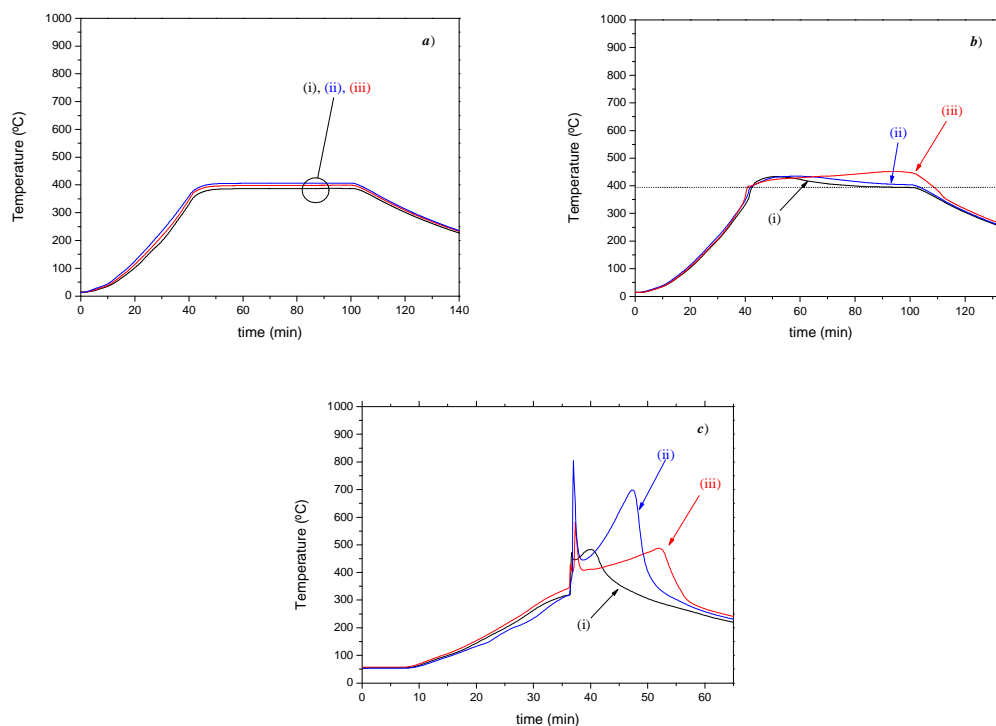 a)
(i), (ii), (iii)
1000
900
800
700
600
500
400
300
200
100
0
Temperature (ºC)
0 20 40 60 80 100 120 140
time (min)
b)
(iii)
(ii)
(i)
1000
900
800
700
600
500
400
300
200
100
0
Temperature (ºC)
0 20 40 60 80 100 120
time (min)
c)
(ii)
(iii)
(i)
1000
900
800
700
600
500
400
300
200
100
0
Temperature (ºC)
0 10 20 30 40 50 60
time (min)